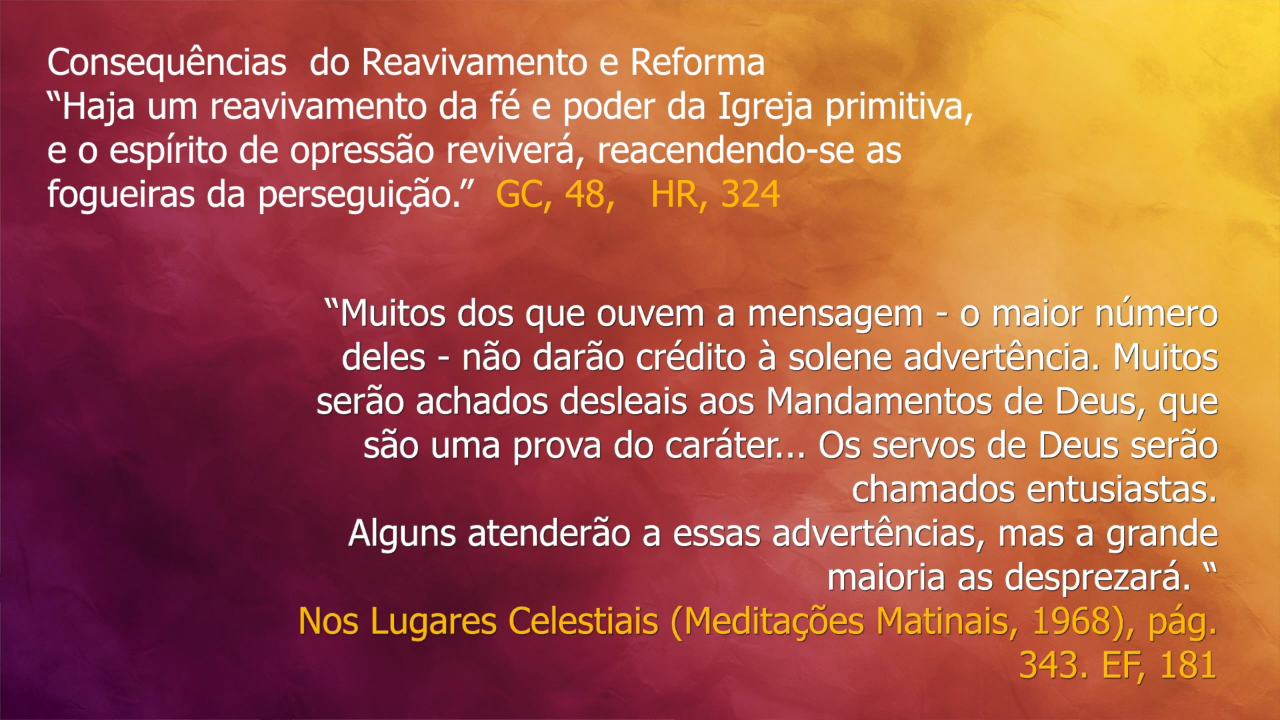 Consequências  do Reavivamento e Reforma
“Haja um reavivamento da fé e poder da Igreja primitiva,
e o espírito de opressão reviverá, reacendendo-se as
fogueiras da perseguição.”  GC, 48,   HR, 324
“Muitos dos que ouvem a mensagem - o maior número
deles - não darão crédito à solene advertência. Muitos
serão achados desleais aos Mandamentos de Deus, que
são uma prova do caráter... Os servos de Deus serão
chamados entusiastas.
Alguns atenderão a essas advertências, mas a grande
maioria as desprezará. “
Nos Lugares Celestiais (Meditações Matinais, 1968), pág.
343. EF, 181